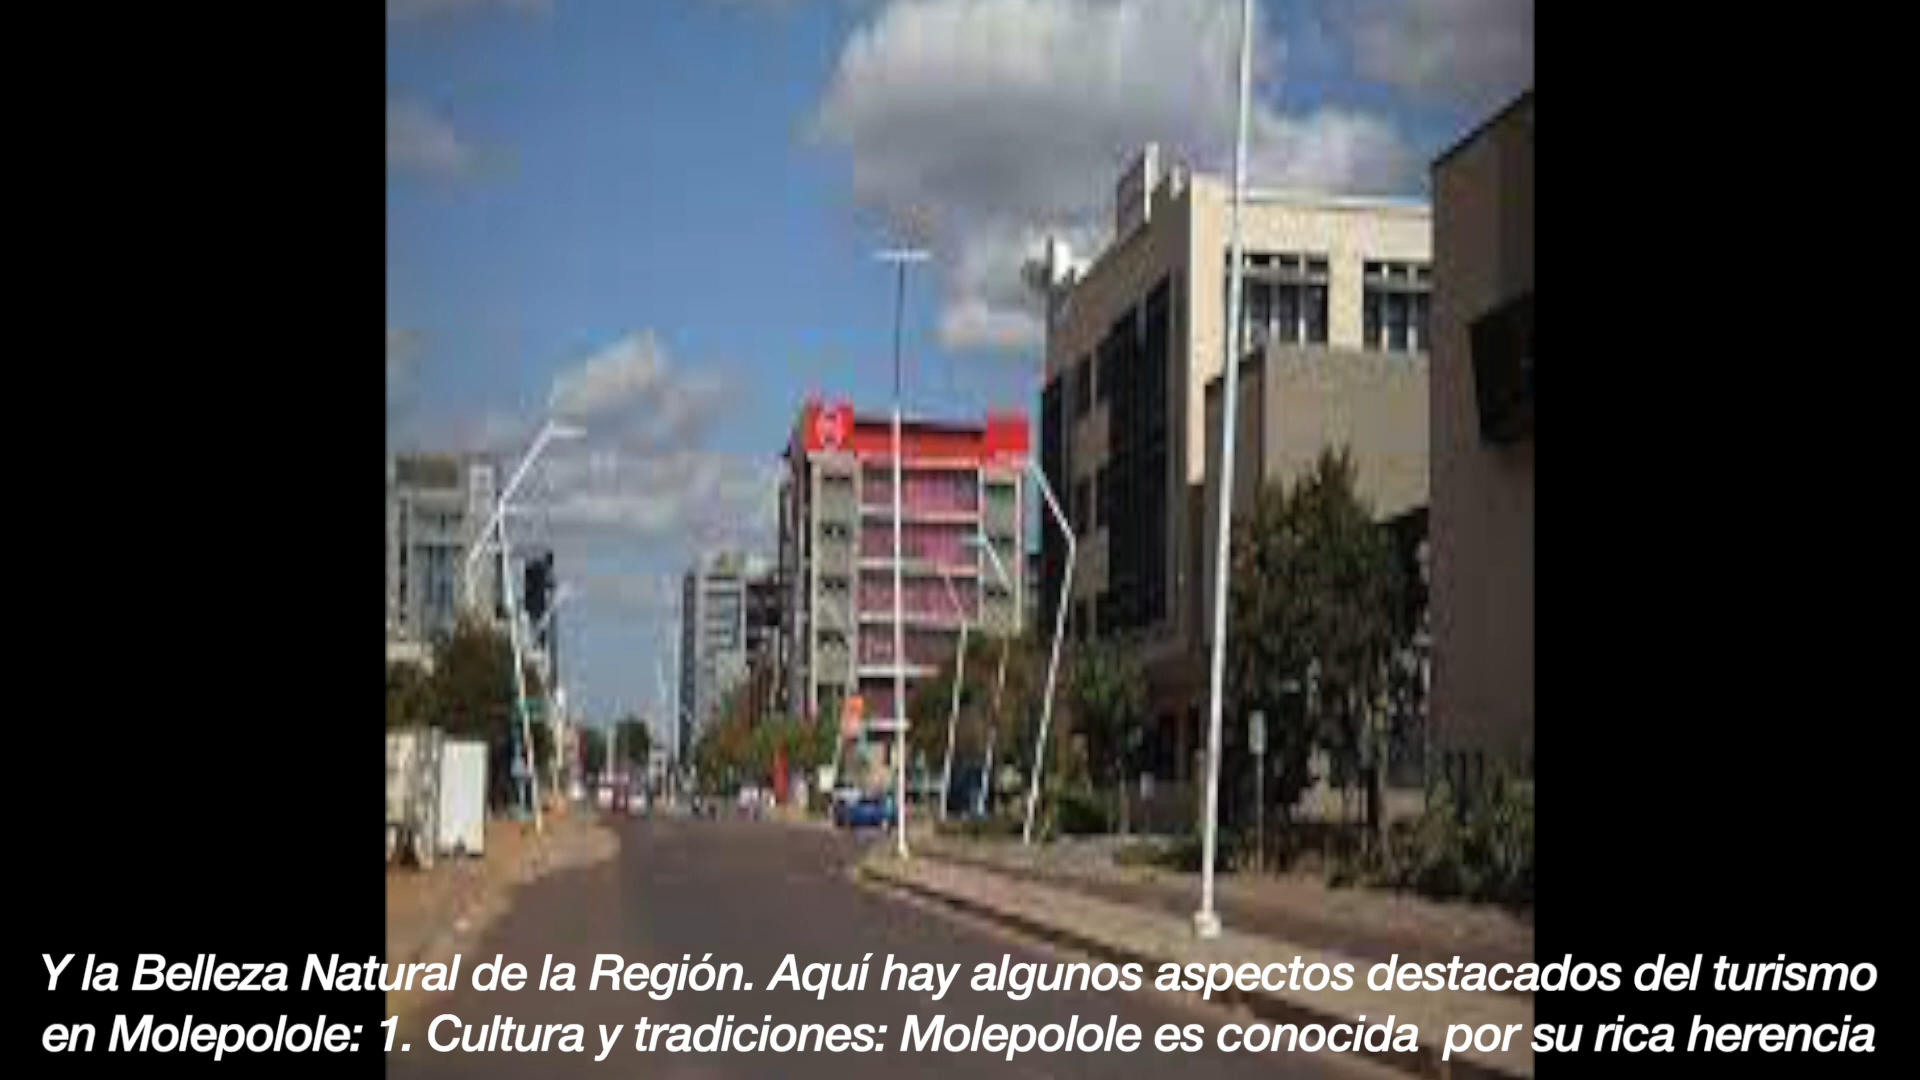 Y la Belleza Natural de la Región. Aquí hay algunos aspectos destacados del turismo
en Molepolole: 1. Cultura y tradiciones: Molepolole es conocida  por su rica herencia